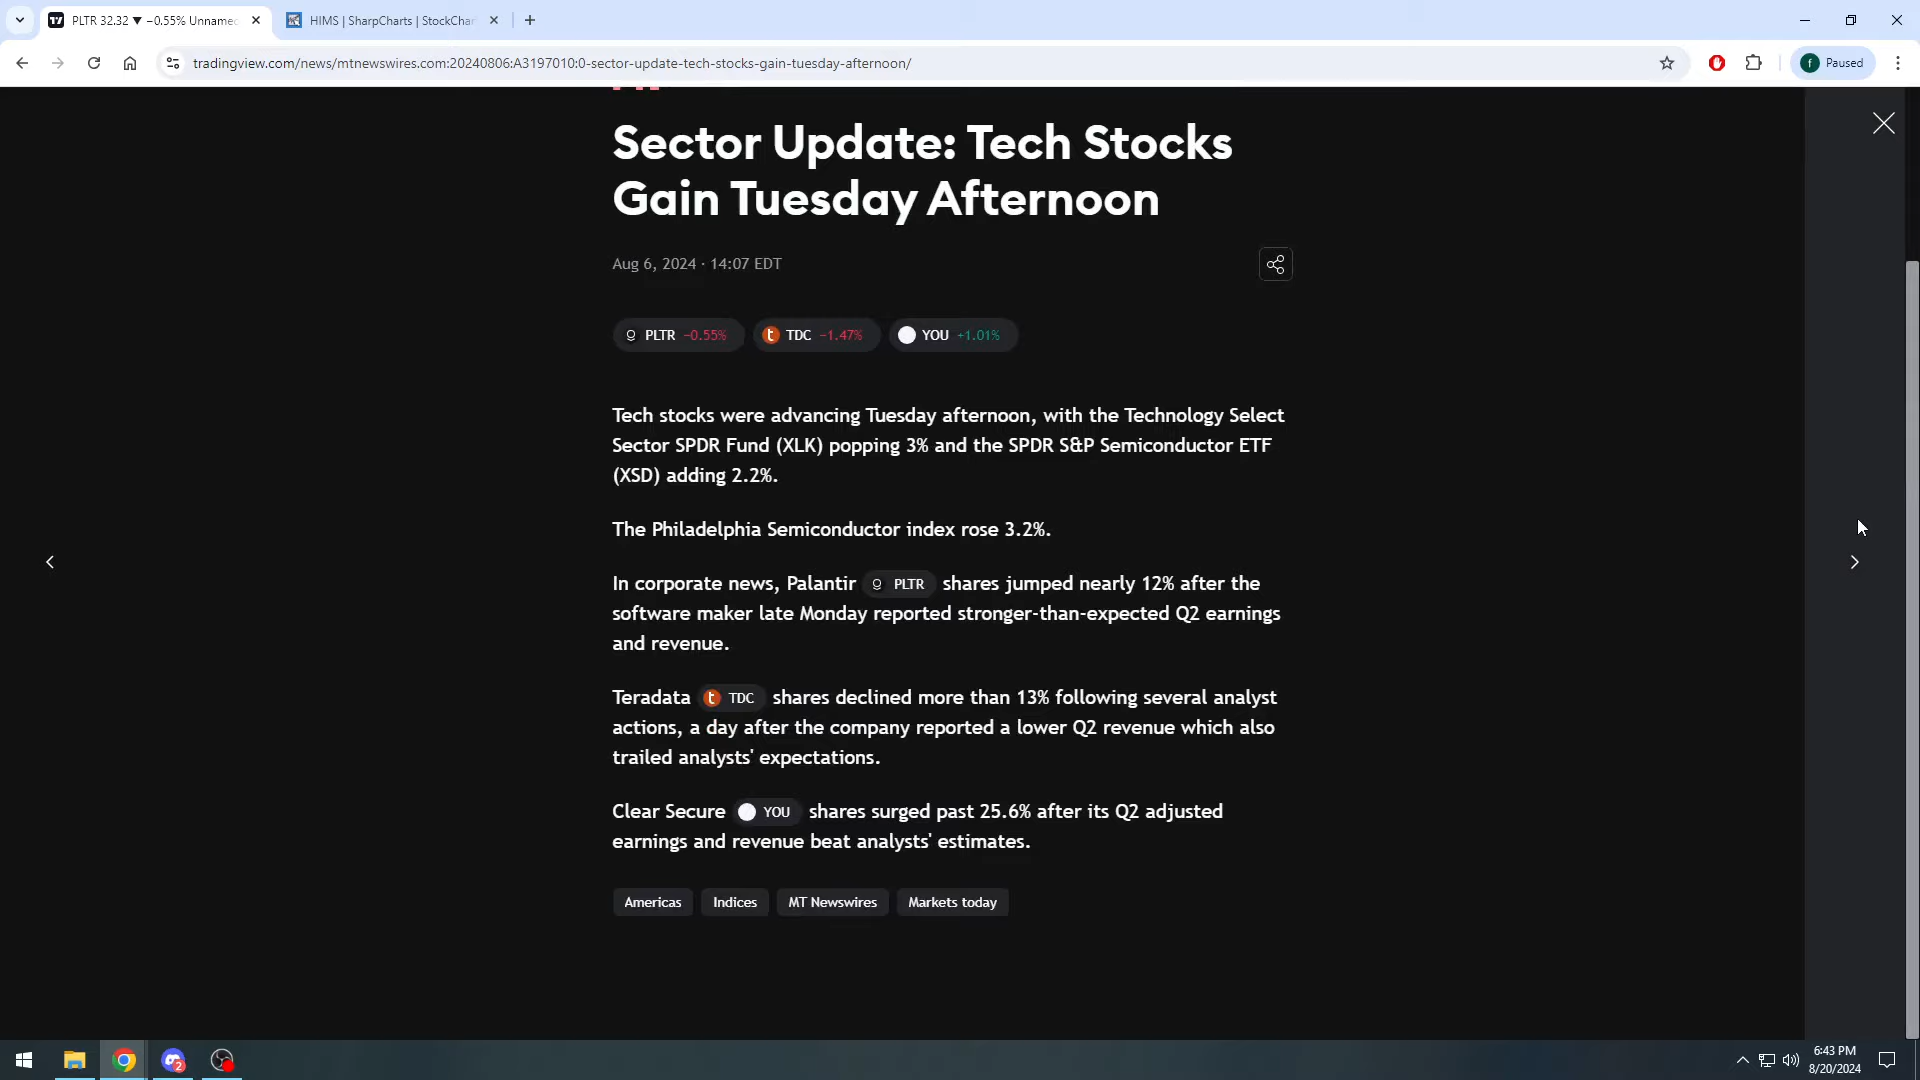 PLTR 32.32 ▼ −0.55% Unname
HIMS | SharpCharts | StockChar
tradingview.com/news/mtnewswires.com:20240806:A3197010:0-sector-update-tech-stocks-gain-tuesday-afternoon/
f Paused
Sector Update: Tech Stocks
Gain Tuesday Afternoon
Aug 6, 2024 · 14:07 EDT
PLTR −0.55% t TDC −1.47% YOU +1.01%
Tech stocks were advancing Tuesday afternoon, with the Technology Select
Sector SPDR Fund (XLK) popping 3% and the SPDR S&P Semiconductor ETF
(XSD) adding 2.2%.
The Philadelphia Semiconductor index rose 3.2%.
In corporate news, Palantir PLTR shares jumped nearly 12% after the
software maker late Monday reported stronger-than-expected Q2 earnings
and revenue.
Teradata t TDC shares declined more than 13% following several analyst
actions, a day after the company reported a lower Q2 revenue which also
trailed analysts' expectations.
Clear Secure YOU shares surged past 25.6% after its Q2 adjusted
earnings and revenue beat analysts' estimates.
Americas Indices MT Newswires Markets today
2
6:43 PM
8/20/2024